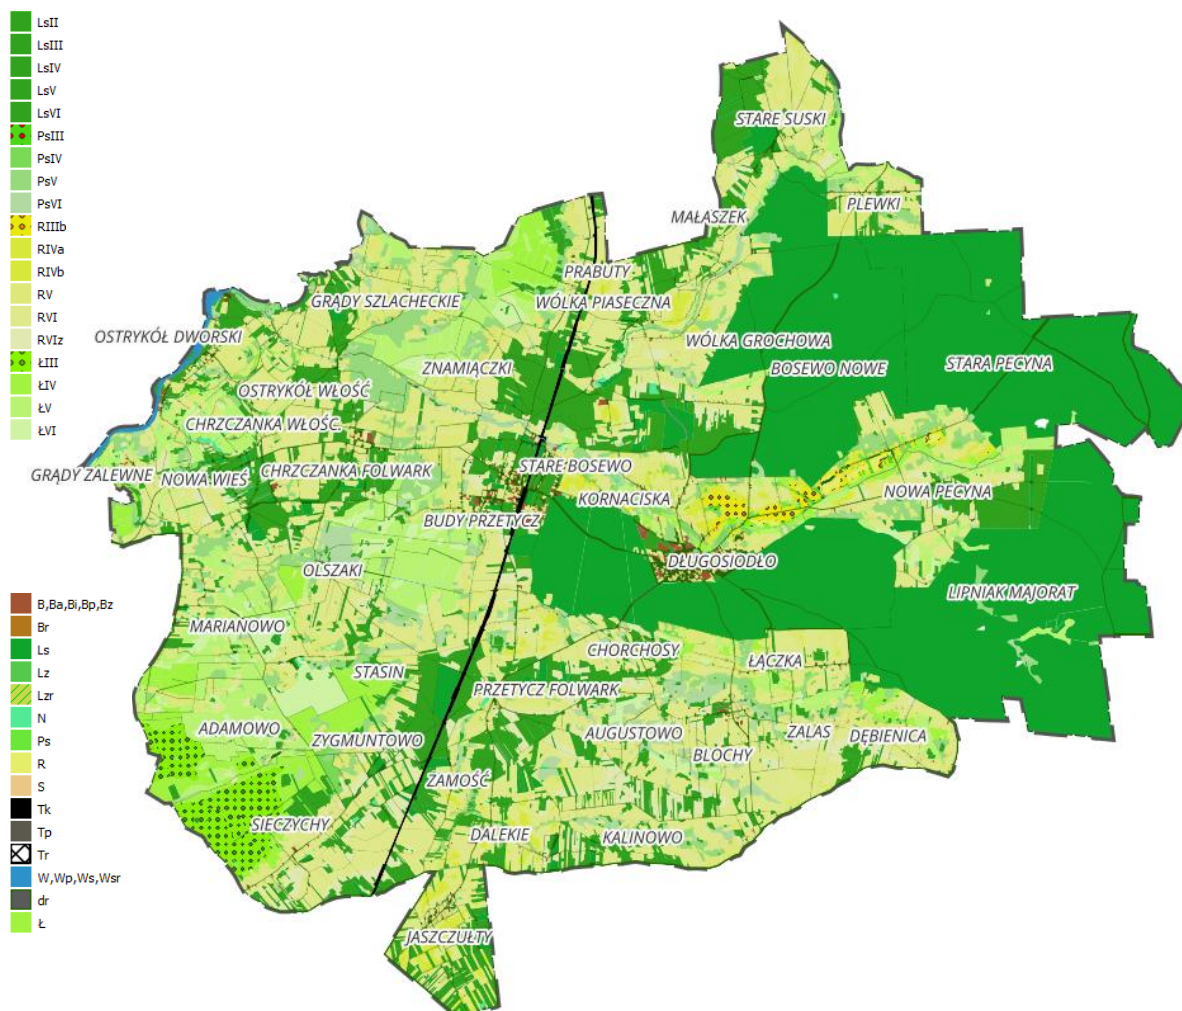 LsII
LsIII
LsIV
LsV
LsVI
PsIII
PsIV
PsV
PsVI
RIIIb
RIVa
RIVb
RV
RVI
RVIz
ŁIII
ŁIV
ŁV
ŁVI
STARE SUSKI
PLEWKI
MAŁASZEK
PRABUTY
GRĄDY SZLACHECKIE
WÓLKA PIASECZNA
OSTRYKÓŁ DWORSKI
WÓLKA GROCHOWA
ZNAMIĄCZKI
BOSEWO NOWE
STARA PECYNA
OSTRYKÓŁ WŁOŚĆ
CHRZCZANKA WŁOŚĆ.
GRĄDY ZALEWNE
NOWA WIEŚ
CHRZCZANKA FOLWARK
STARE BOSEWO
KORNACISKA
NOWA PECYNA
BUDY PRZETYCZ
DŁUGOSIODŁO
OLSZAKI
LIPNIAK MAJORAT
MARIANOWO
CHORCHOSY
ŁĄCZKA
STASIN
PRZETYCZ FOLWARK
ADAMOWO
ZYGMUNTOWO
AUGUSTOWO
ZALAS
DĘBIENICA
BLOCHY
ZAMOŚĆ
SIECZYCHY
DALEKIE
KALINOWO
JASZCZUŁTY
B,Ba,Bi,Bp,Bz
Br
Ls
Lz
Lzr
N
Ps
R
S
Tk
Tp
Tr
W,Wp,Ws,Wsr
dr
Ł